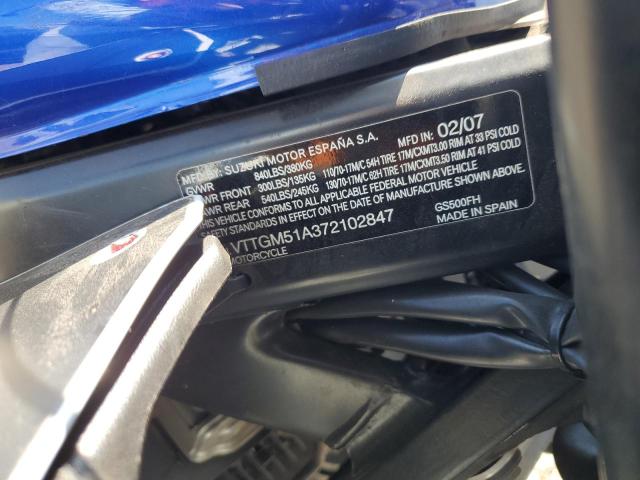 MFD BY: SUZUKI MOTOR ESPAÑA S.A. MFD IN: 02/07
GVWR 840LBS/380KG
GAWR FRONT 300LBS/135KG 110/70-17M/C 54H TIRE 17M/CXMT3.00 RIM AT 33 PSI COLD
GAWR REAR 540LBS/245KG 130/70-17M/C 62H TIRE 17M/CXMT3.50 RIM AT 41 PSI COLD
THIS VEHICLE CONFORMS TO ALL APPLICABLE FEDERAL MOTOR VEHICLE
SAFETY STANDARDS IN EFFECT ON THE DATE OF MANUFACTURE SHOWN ABOVE.
VTTGM51A372102847 GS500FH
MOTORCYCLE MADE IN SPAIN